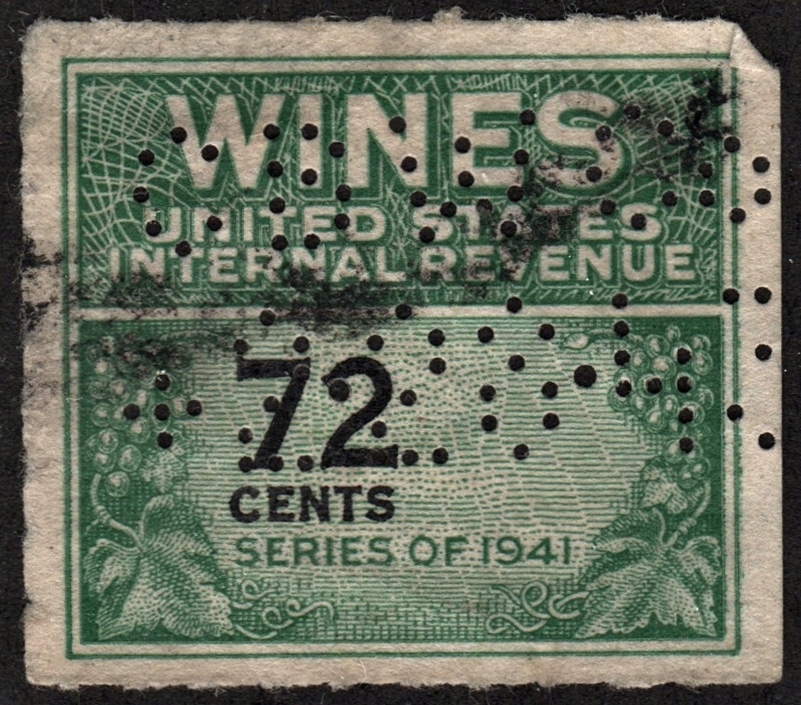 WINES
UNITED STATES
INTERNAL REVENUE
72
CENTS
SERIES OF 1941